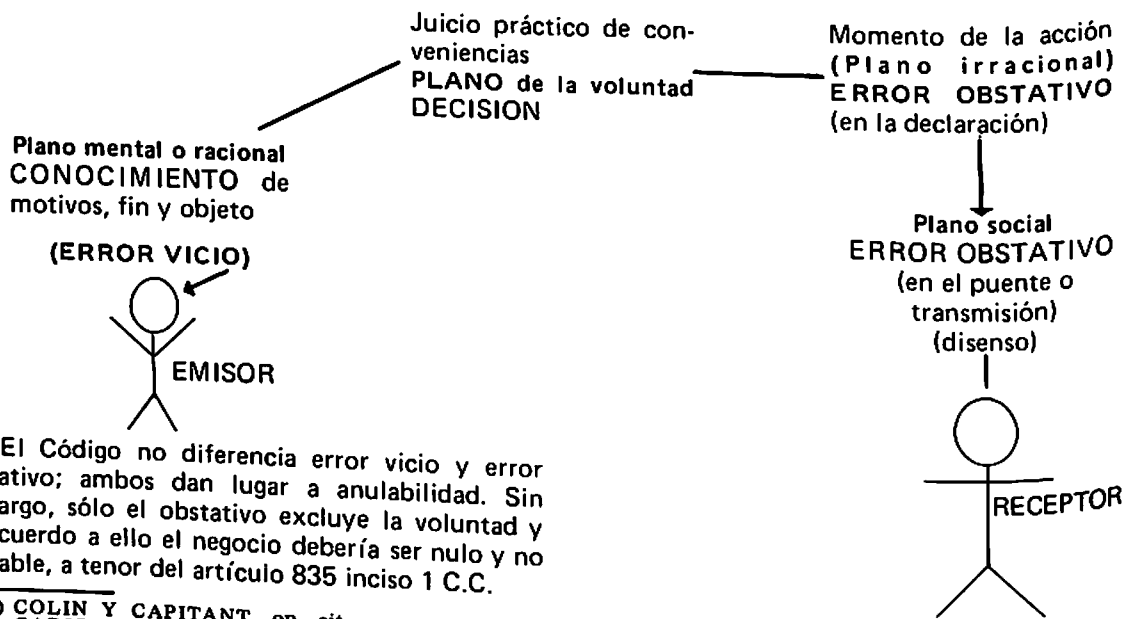 Juicio práctico de con-
veniencias
PLANO de la voluntad
DECISION
Momento de la acción
(Plano irracional)
ERROR OBSTATIVO
(en la declaración)
Plano mental o racional
CONOCIMIENTO de
motivos, fin y objeto
(ERROR VICIO)
EMISOR
Plano social
ERROR OBSTATIVO
(en el puente o
transmisión)
(disenso)
RECEPTOR
El Código no diferencia error vicio y error
ativo; ambos dan lugar a anulabilidad. Sin
argo, sólo el obstativo excluye la voluntad y
cuerdo a ello el negocio debería ser nulo y no
able, a tenor del artículo 835 inciso 1 C.C.
) COLIN Y CAPITANT